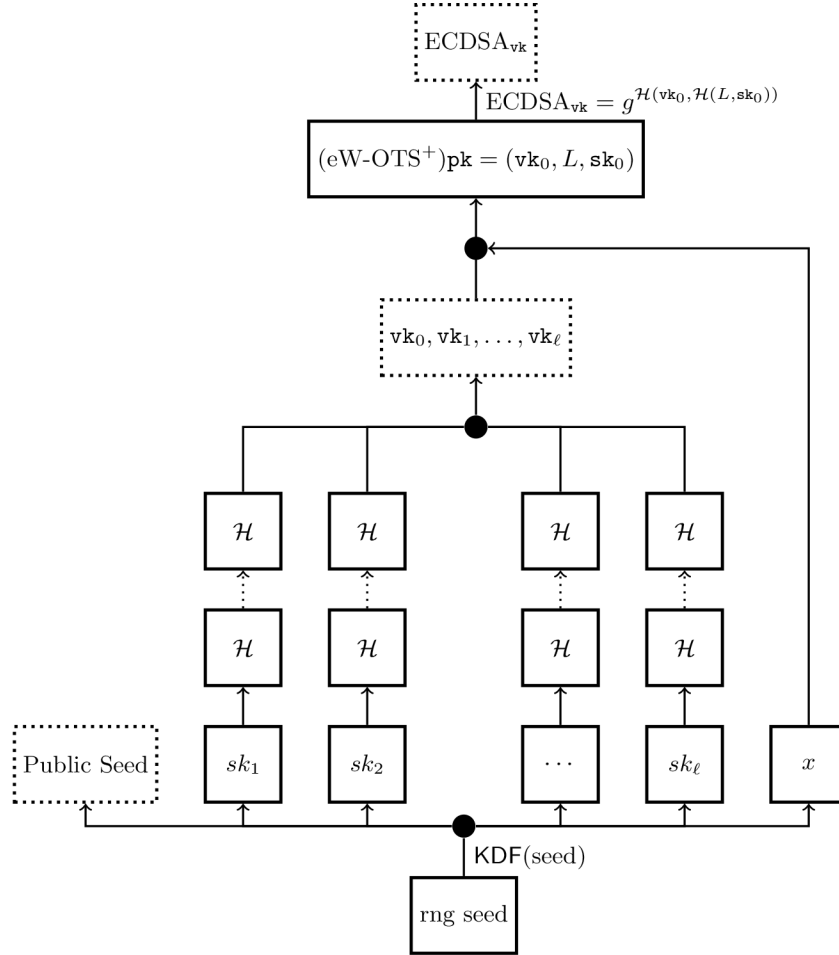 ECDSA_vk
ECDSA_vk = g^ℋ(vk_0,ℋ(L,sk_0))
(eW-OTS^+)pk = (vk_0, L, sk_0)
vk_0, vk_1, . . . , vk_ℓ
ℋ ℋ ℋ ℋ
ℋ ℋ ℋ ℋ
Public Seed sk_1 sk_2 · · · sk_ℓ x
KDF(seed)
rng seed